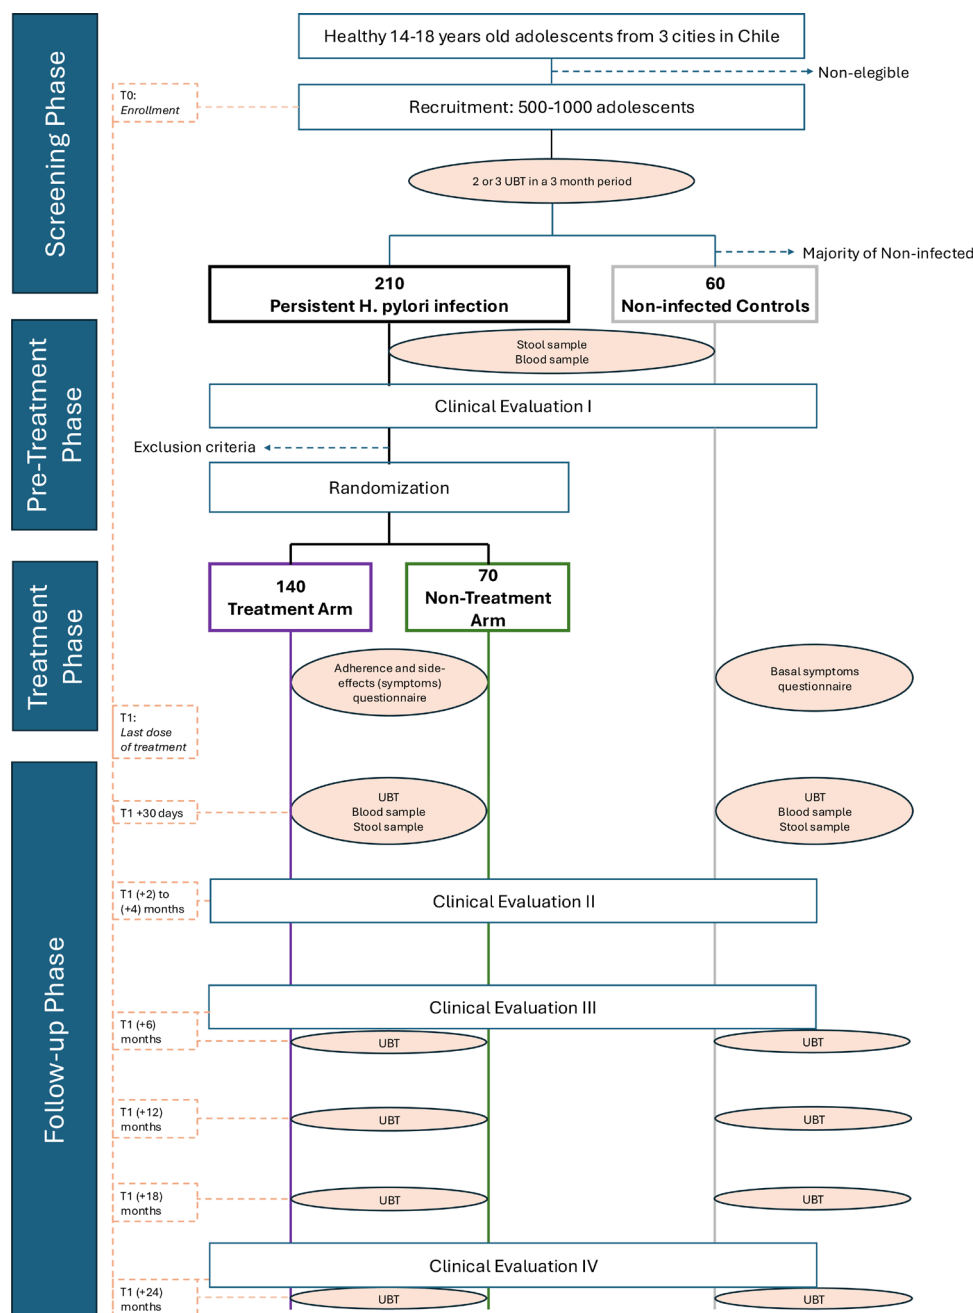 Screening Phase
Healthy 14-18 years old adolescents from 3 cities in Chile
Non-elegible
T0:
Enrollment
Recruitment: 500-1000 adolescents
2 or 3 UBT in a 3 month period
Majority of Non-infected
210
Persistent H. pylori infection
60
Non-infected Controls
Pre-Treatment
Phase
Stool sample
Blood sample
Clinical Evaluation I
Exclusion criteria
Randomization
Treatment
Phase
140
Treatment Arm
70
Non-Treatment
Arm
Adherence and side-
effects (symptoms)
questionnaire
Basal symptoms
questionnaire
T1:
Last dose
of treatment
Follow-up Phase
T1 +30 days
UBT
Blood sample
Stool sample
UBT
Blood sample
Stool sample
T1 (+2) to
(+4) months
Clinical Evaluation II
Clinical Evaluation III
T1 (+6)
months
UBT
UBT
T1 (+12)
months
UBT
UBT
T1 (+18)
months
UBT
UBT
Clinical Evaluation IV
T1 (+24)
months
UBT
UBT